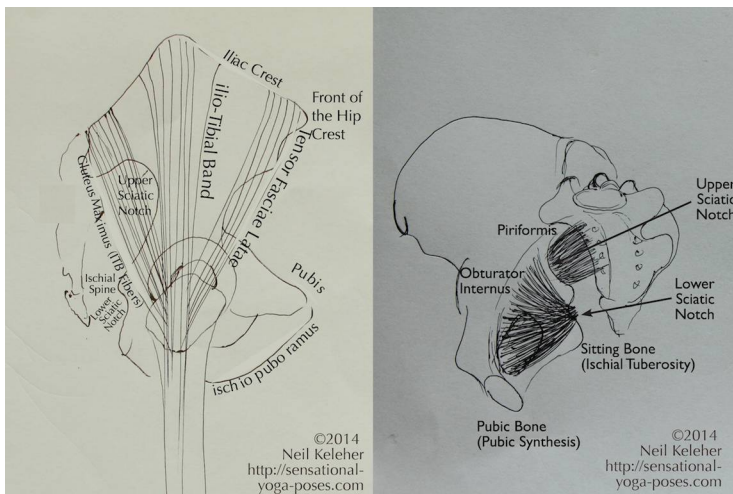 Iliac Crest
Front of
the Hip
Crest
ilio-Tibial Band
Tensor Fasciae Latae
Gluteus Maximus (ITB Fibers)
Upper
Sciatic
Notch
Ischial
Spine
Lower
Sciatic
Notch
Pubis
ischio pubo ramus
©2014
Neil Keleher
http://sensational-
yoga-poses.com
Upper
Sciatic
Notch
Piriformis
Obturator
Internus
Lower
Sciatic
Notch
Sitting Bone
(Ischial Tuberosity)
Pubic Bone
(Pubic Synthesis)
©2014
Neil Keleher
http://sensational-
yoga-poses.com